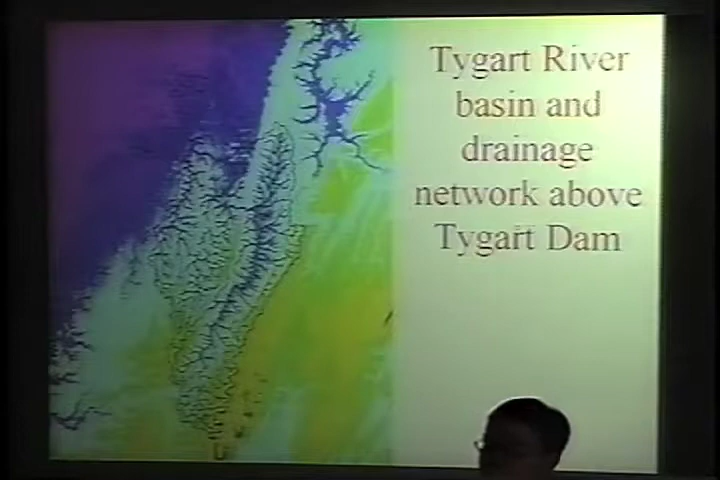 Tygart River
basin and
drainage
network above
Tygart Dam